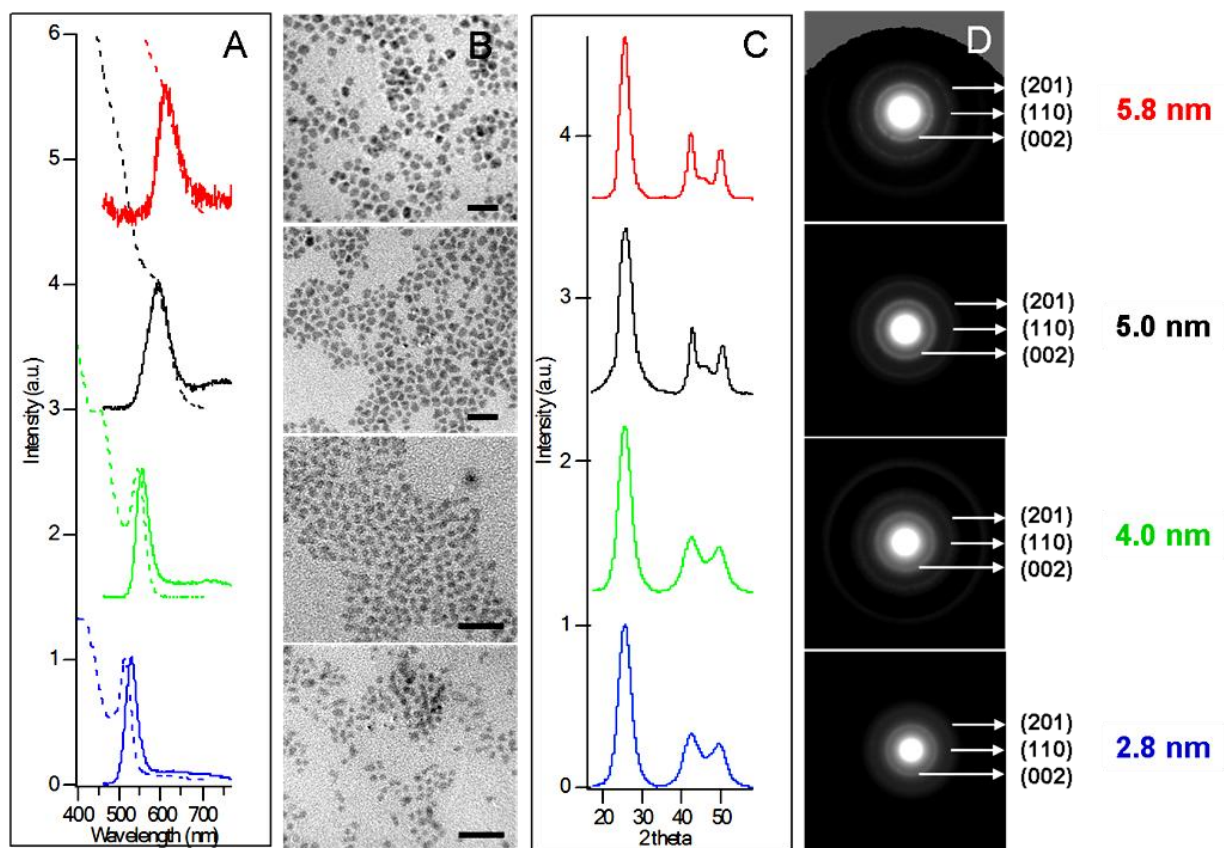 A
6
5
4
3
2
1
0
Intensity (a.u.)
400 500 600 700
Wavelength (nm)
B
C
4
3
2
1
0
Intensity (a.u.)
20 30 40 50
2 theta
D
(201)
(110)
(002)
5.8 nm
(201)
(110)
(002)
5.0 nm
(201)
(110)
(002)
4.0 nm
(201)
(110)
(002)
2.8 nm